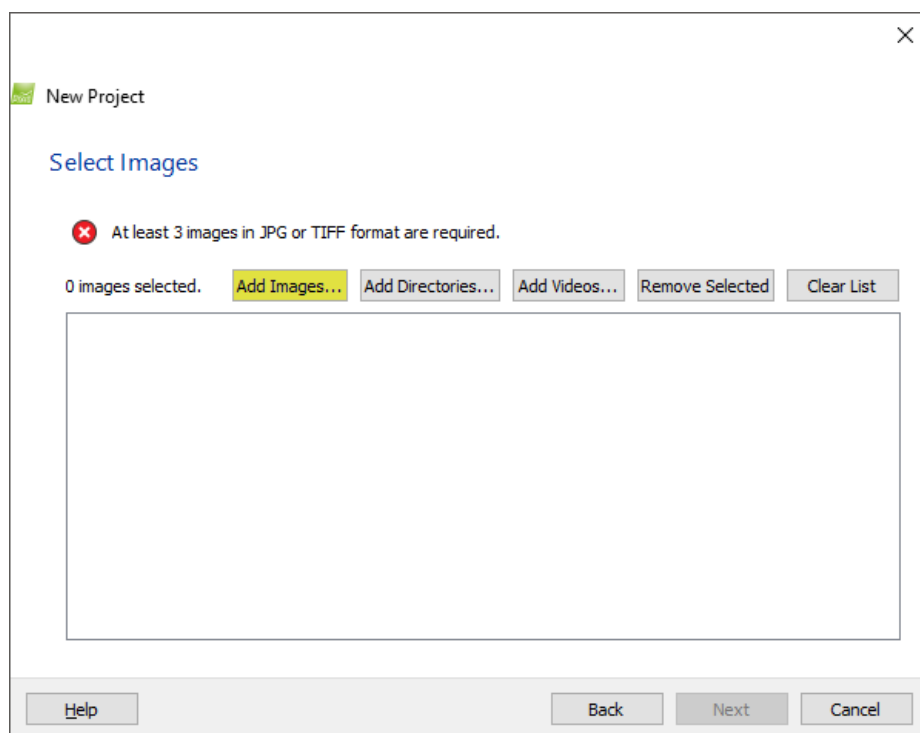 New Project
Select Images
At least 3 images in JPG or TIFF format are required.
0 images selected. Add Images... Add Directories... Add Videos... Remove Selected Clear List
Help Back Next Cancel